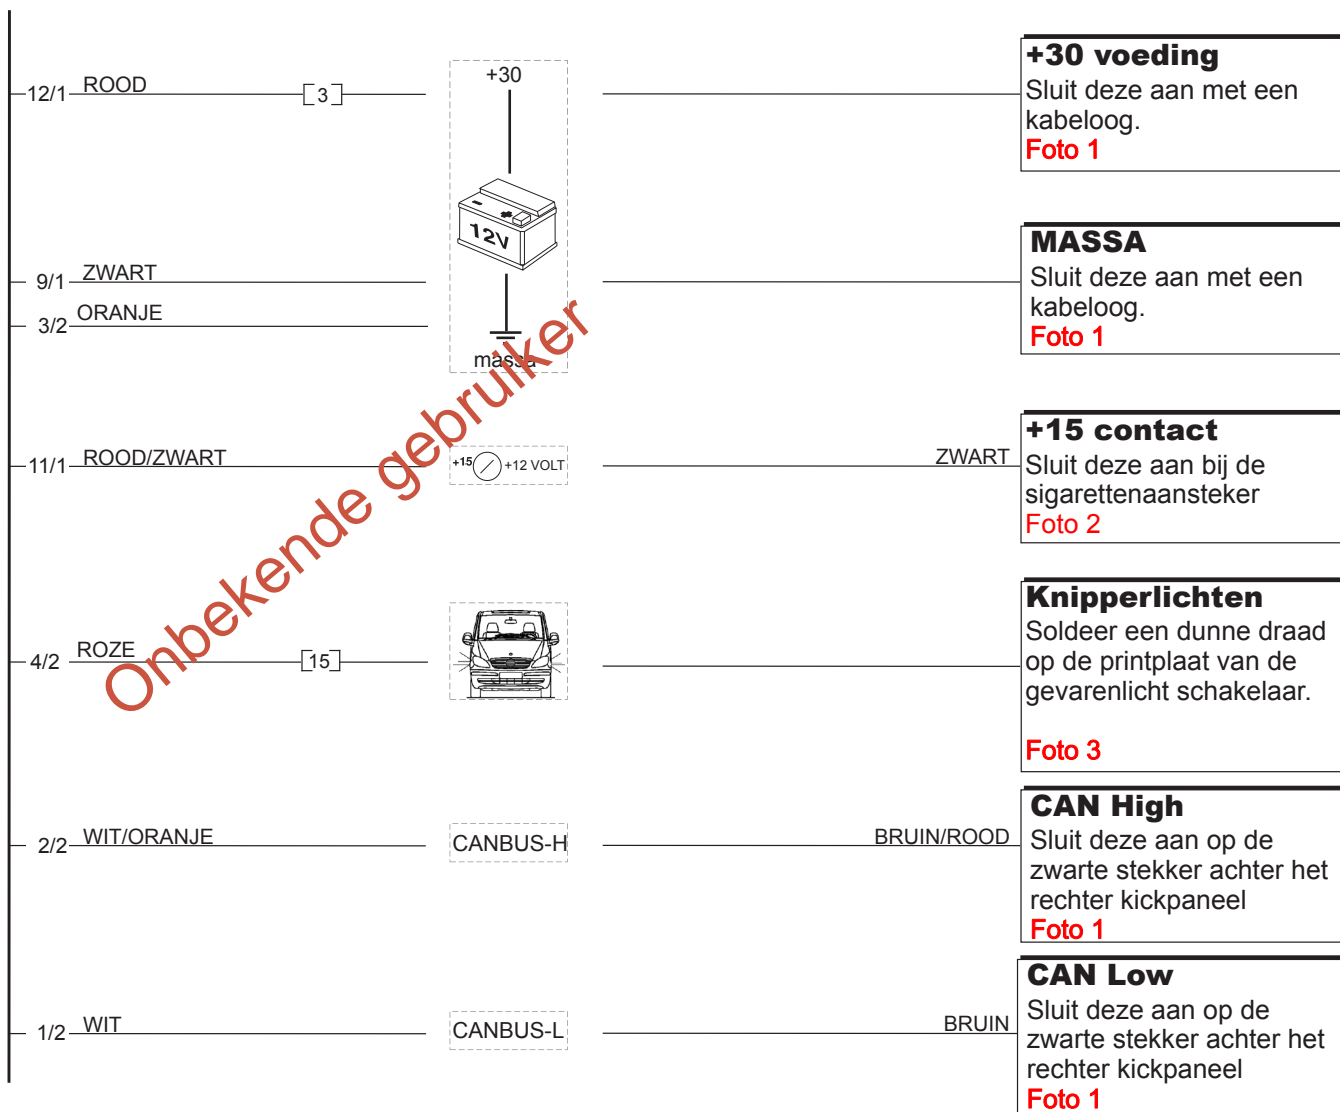 12/1 ROOD [3] +30
+30 voeding
Sluit deze aan met een
kabeloog.
Foto 1
12V
9/1 ZWART
MASSA
Sluit deze aan met een
kabeloog.
Foto 1
3/2 ORANJE
massa
Onbekende gebruiker
11/1 ROOD/ZWART +15 +12 VOLT ZWART
+15 contact
Sluit deze aan bij de
sigarettenaansteker
Foto 2
4/2 ROZE [15]
Knipperlichten
Soldeer een dunne draad
op de printplaat van de
gevarenlicht schakelaar.
Foto 3
2/2 WIT/ORANJE CANBUS-H BRUIN/ROOD
CAN High
Sluit deze aan op de
zwarte stekker achter het
rechter kickpaneel
Foto 1
1/2 WIT CANBUS-L BRUIN
CAN Low
Sluit deze aan op de
zwarte stekker achter het
rechter kickpaneel
Foto 1